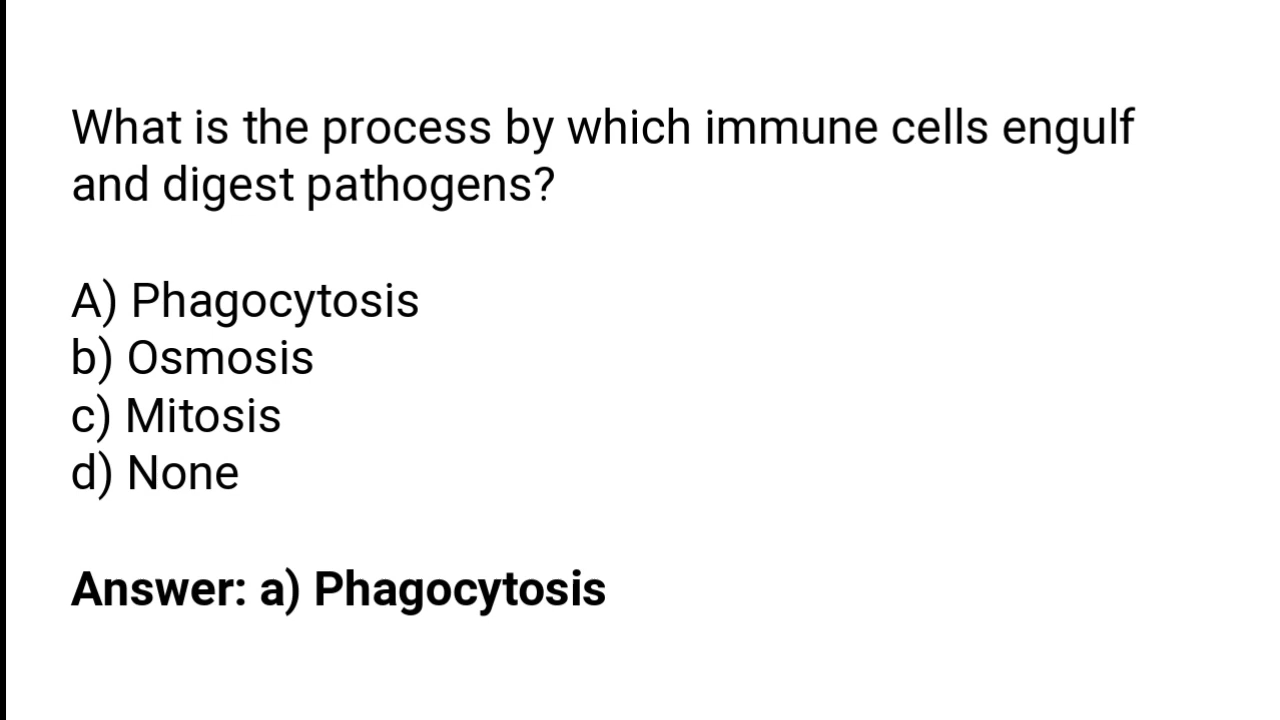 What is the process by which immune cells engulf
and digest pathogens?
A) Phagocytosis
b) Osmosis
c) Mitosis
d) None
Answer: a) Phagocytosis